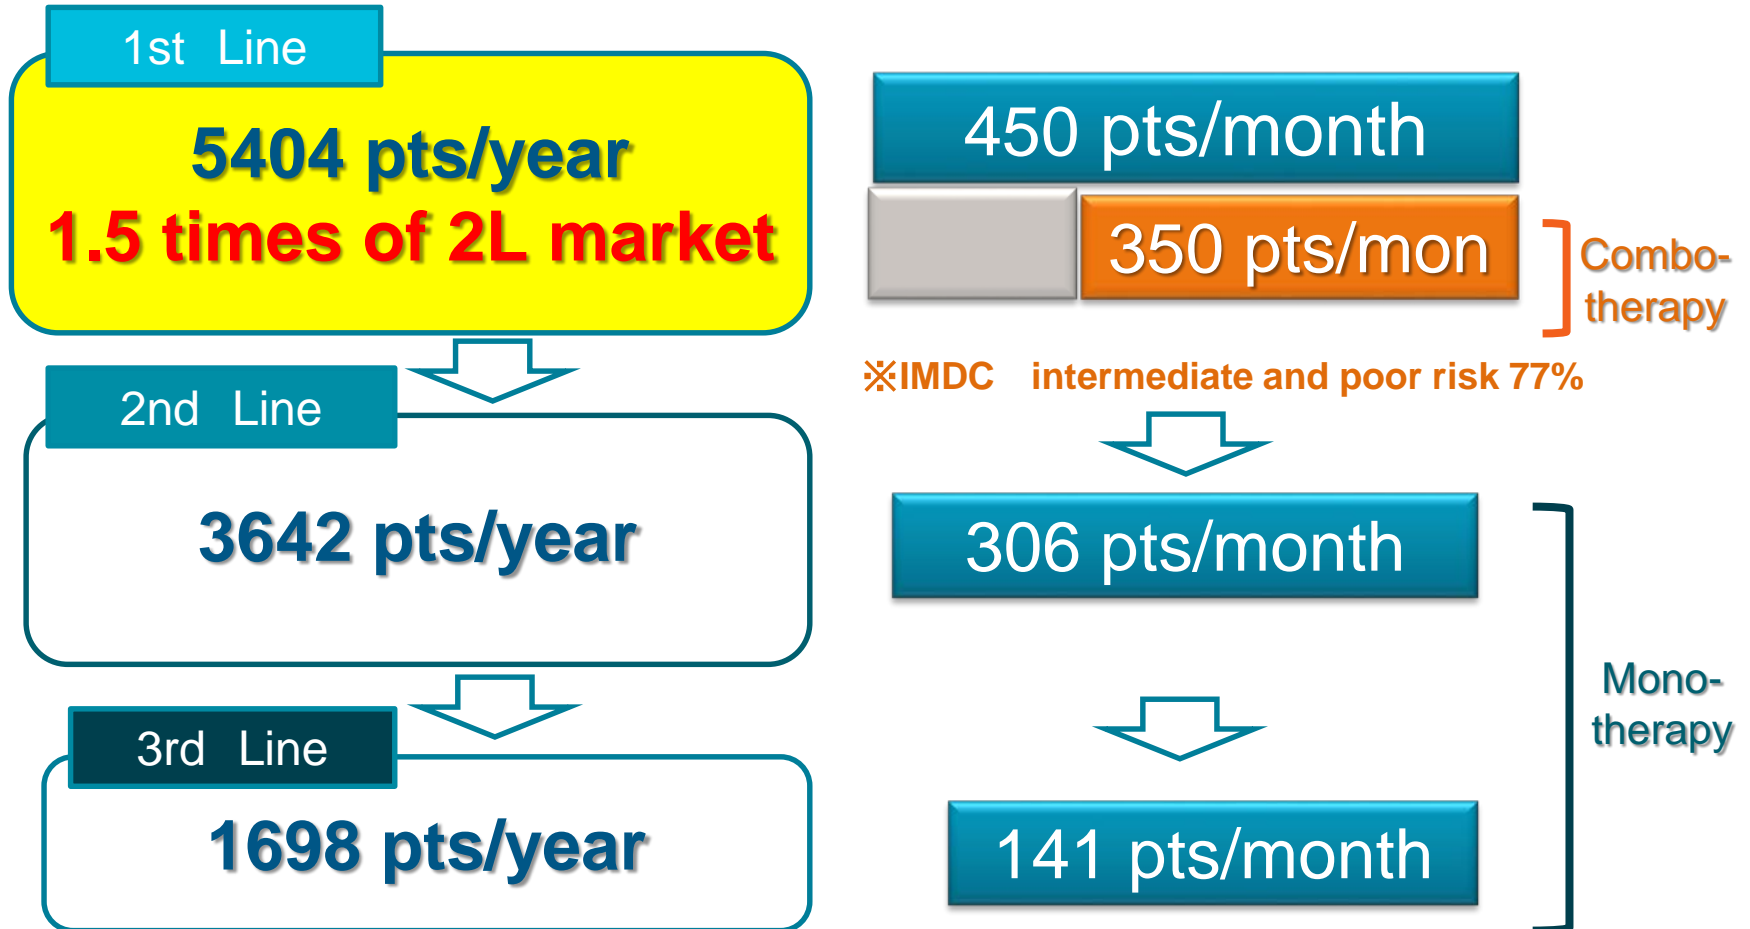 1st Line
5404 pts/year
1.5 times of 2L market
450 pts/month
350 pts/mon
Combo-
therapy
※IMDC intermediate and poor risk 77%
2nd Line
3642 pts/year
306 pts/month
Mono-
therapy
3rd Line
1698 pts/year
141 pts/month